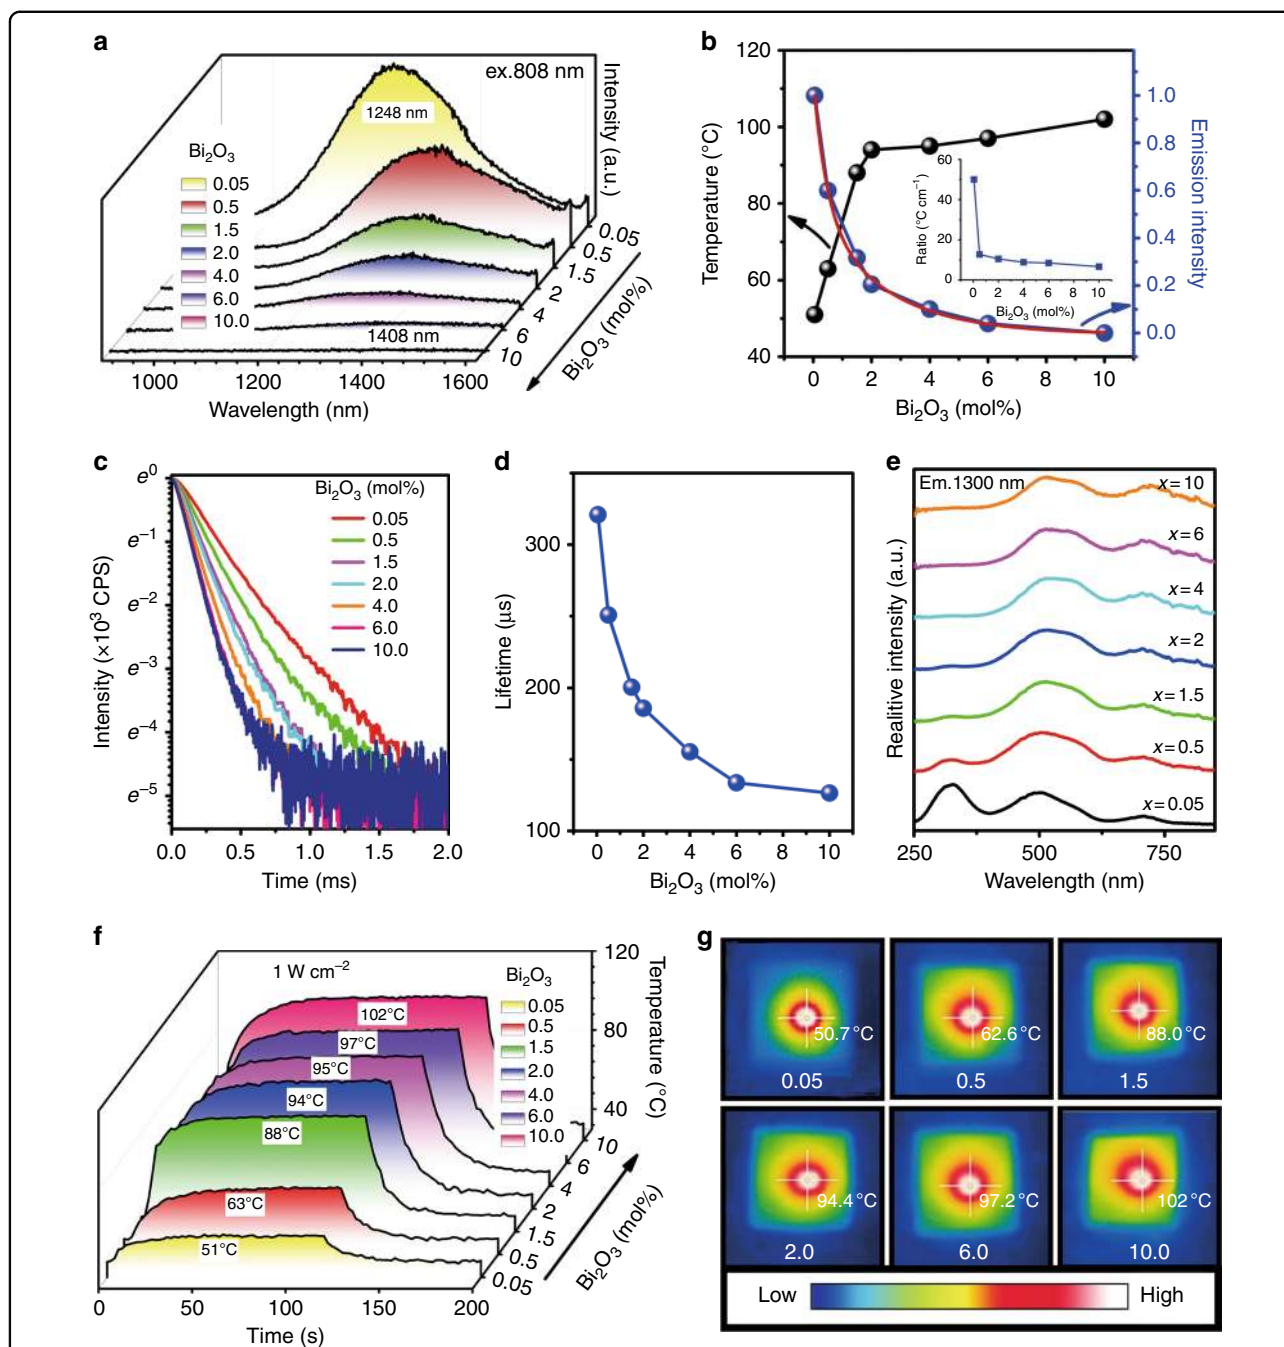 a
ex.808 nm
1248 nm
1408 nm
Bi₂O₃
0.05
0.5
1.5
2.0
4.0
6.0
10.0
Intensity (a.u.)
0.05
0.5
1.5
2
4
6
10
Bi₂O₃ (mol%)
1000 1200 1400 1600
Wavelength (nm)
b
120
100
80
60
40
Temperature (°C)
1.0
0.8
0.6
0.4
0.2
0.0
Emission intensity
60
40
20
0
Ratio (°C cm⁻¹)
0 2 4 6 8 10
Bi₂O₃ (mol%)
0 2 4 6 8 10
Bi₂O₃ (mol%)
c
Bi₂O₃ (mol%)
0.05
0.5
1.5
2.0
4.0
6.0
10.0
e⁰
e⁻¹
e⁻²
e⁻³
e⁻⁴
e⁻⁵
Intensity (×10³ CPS)
0.0 0.5 1.0 1.5 2.0
Time (ms)
d
300
200
100
Lifetime (µs)
0 2 4 6 8 10
Bi₂O₃ (mol%)
e
Em.1300 nm
x=10
x=6
x=4
x=2
x=1.5
x=0.5
x=0.05
Realitive intensity (a.u.)
250 500 750
Wavelength (nm)
f
1 W cm⁻²
102°C
97°C
95°C
94°C
88°C
63°C
51°C
120
80
40
Temperature (°C)
Bi₂O₃
0.05
0.5
1.5
2.0
4.0
6.0
10.0
10
6
4
2
1.5
0.5
0.05
Bi₂O₃ (mol%)
0 50 100 150 200
Time (s)
g
50.7 °C
0.05
62.6 °C
0.5
88.0 °C
1.5
94.4 °C
2.0
97.2 °C
6.0
102 °C
10.0
Low High